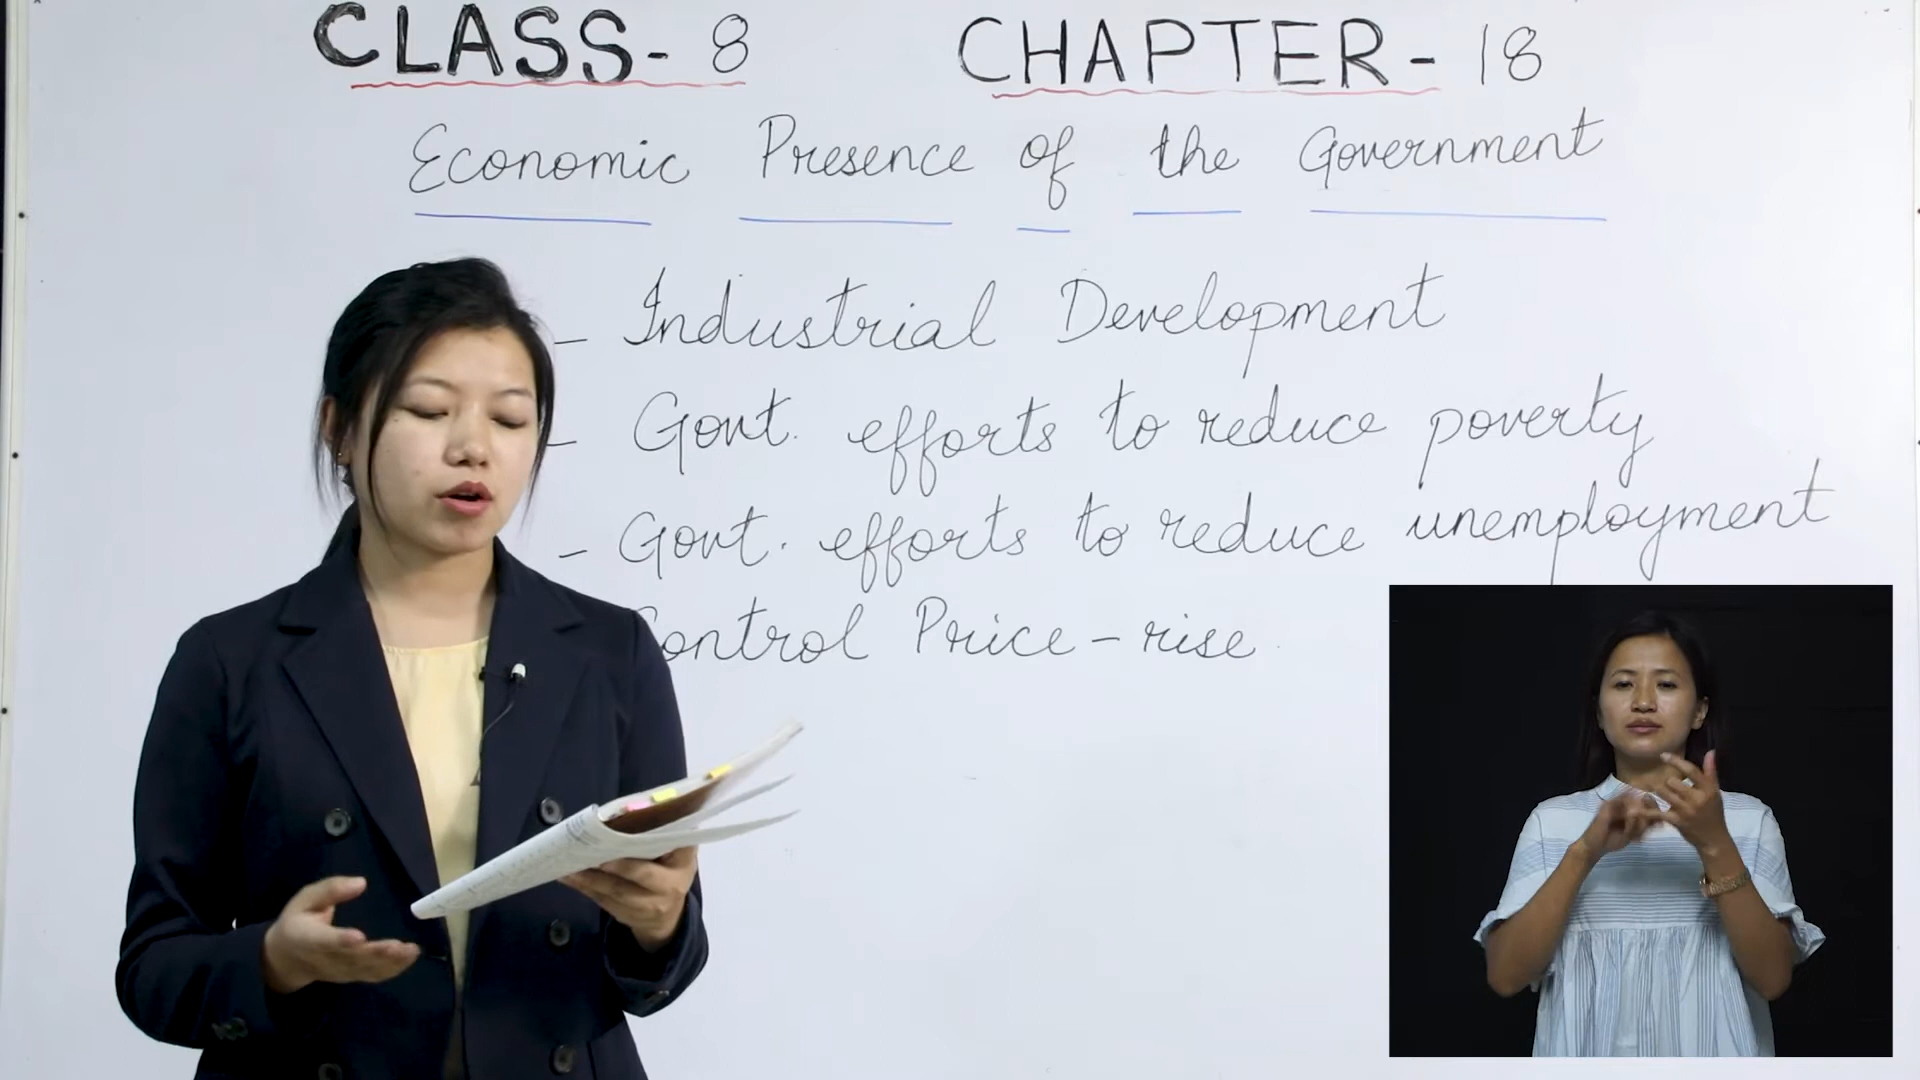 CLASS- 8 CHAPTER- 18
Economic Presence of the Government
- Industrial Development
- Govt. efforts to reduce poverty
- Govt. efforts to reduce unemployment
Price-rise